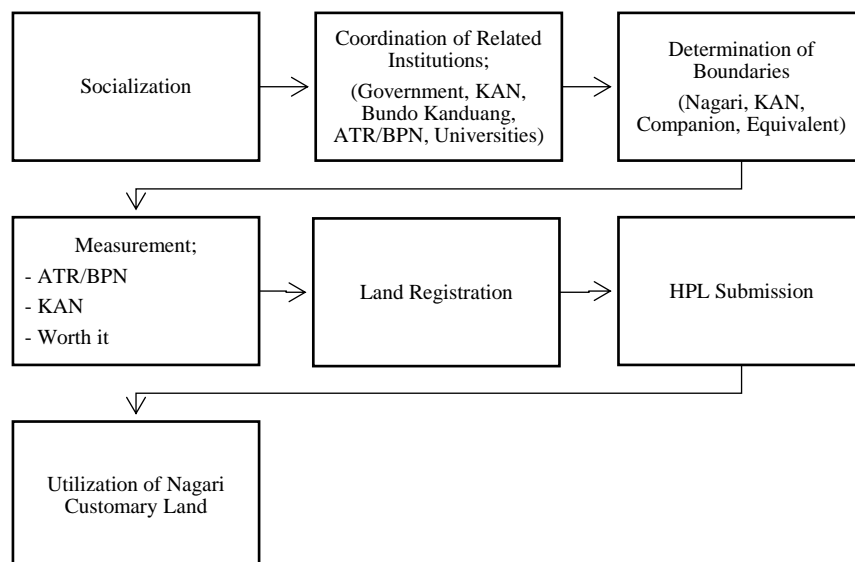 Socialization
Coordination of Related
Institutions;
(Government, KAN,
Bundo Kanduang,
ATR/BPN, Universities)
Determination of
Boundaries
(Nagari, KAN,
Companion, Equivalent)
Measurement;
- ATR/BPN
- KAN
- Worth it
Land Registration
HPL Submission
Utilization of Nagari
Customary Land